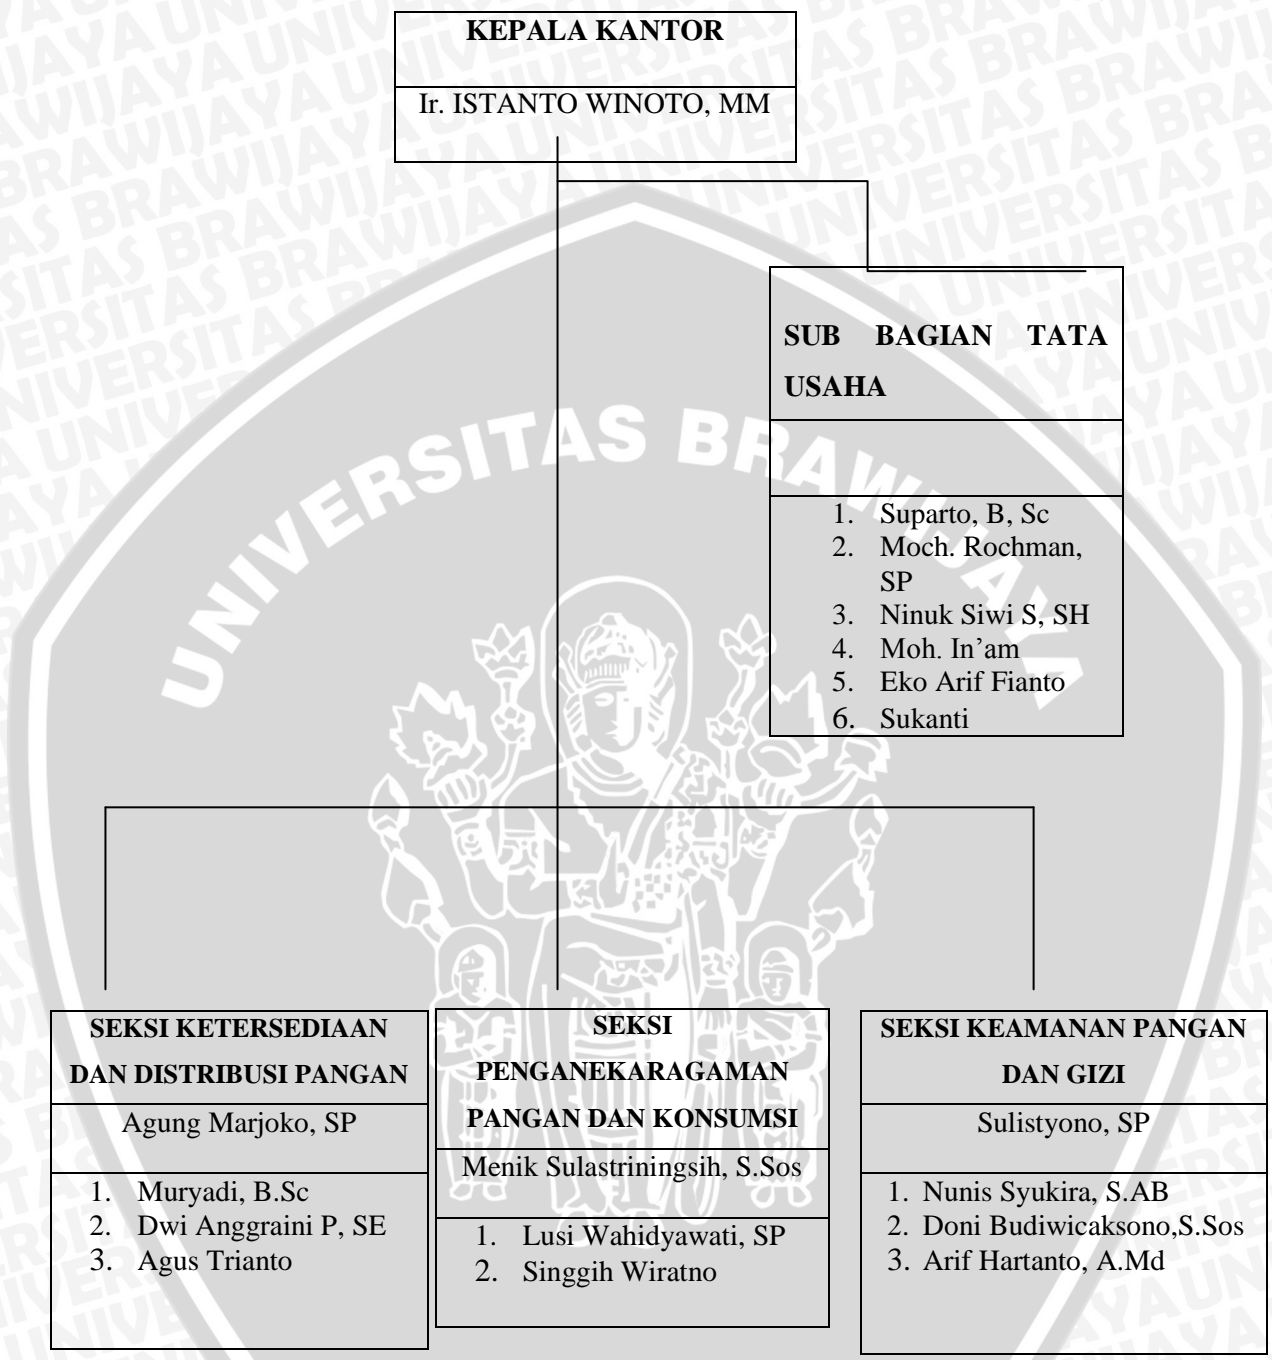 KEPALA KANTOR
Ir. ISTANTO WINOTO, MM
SUB BAGIAN TATA
USAHA
1. Suparto, B, Sc
2. Moch. Rochman,
SP
3. Ninuk Siwi S, SH
4. Moh. In’am
5. Eko Arif Fianto
6. Sukanti
UNIVERSITAS BRAWIJAYA
SEKSI KETERSEDIAAN
DAN DISTRIBUSI PANGAN
Agung Marjoko, SP
1. Muryadi, B.Sc
2. Dwi Anggraini P, SE
3. Agus Trianto
SEKSI
PENGANEKARAGAMAN
PANGAN DAN KONSUMSI
Menik Sulastriningsih, S.Sos
1. Lusi Wahidyawati, SP
2. Singgih Wiratno
SEKSI KEAMANAN PANGAN
DAN GIZI
Sulistyono, SP
1. Nunis Syukira, S.AB
2. Doni Budiwicaksono,S.Sos
3. Arif Hartanto, A.Md